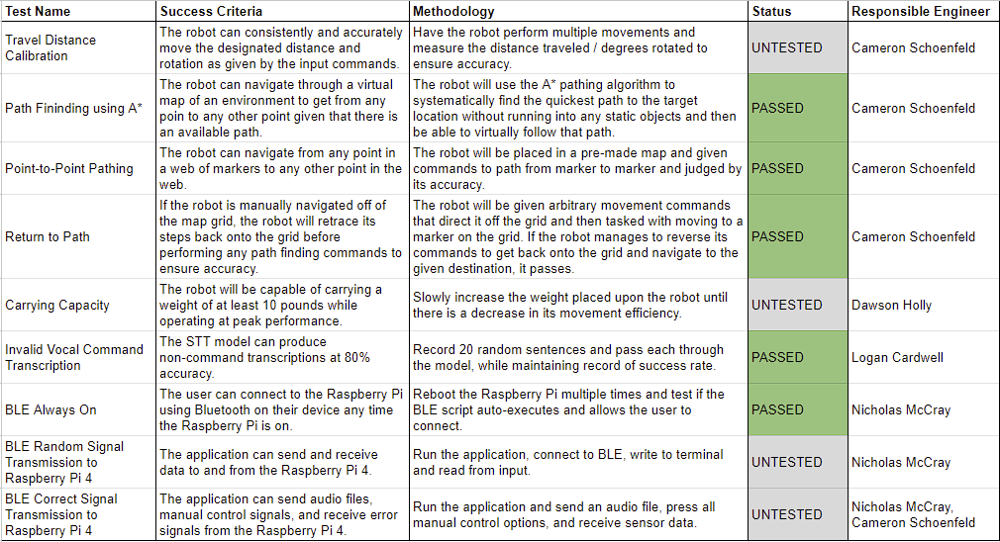 Test Name Success Criteria Methodology Status Responsible Engineer
Travel Distance
Calibration
The robot can consistently and accurately
move the designated distance and
rotation as given by the input commands.
Have the robot perform multiple movements and
measure the distance traveled / degrees rotated to
ensure accuracy.
UNTESTED
Cameron Schoenfeld
Path Fininding using A*
The robot can navigate through a virtual
map of an environment to get from any
poin to any other point given that there is
an available path.
The robot will use the A* pathing algorithm to
systematically find the quickest path to the target
location without running into any static objects and then
be able to virtually follow that path.
PASSED
Cameron Schoenfeld
Point-to-Point Pathing
The robot can navigate from any point in
a web of markers to any other point in the
web.
The robot will be placed in a pre-made map and given
commands to path from marker to marker and judged by
its accuracy.
PASSED
Cameron Schoenfeld
Return to Path
If the robot is manually navigated off of
the map grid, the robot will retrace its
steps back onto the grid before
performing any path finding commands to
ensure accuracy.
The robot will be given arbitrary movement commands
that direct it off the grid and then tasked with moving to a
marker on the grid. If the robot manages to reverse its
commands to get back onto the grid and navigate to the
given destination, it passes.
PASSED
Cameron Schoenfeld
Carrying Capacity
The robot will be capable of carrying a
weight of at least 10 pounds while
operating at peak performance.
Slowly increase the weight placed upon the robot until
there is a decrease in its movement efficiency.
UNTESTED
Dawson Holly
Invalid Vocal Command
Transcription
The STT model can produce
non-command transcriptions at 80%
accuracy.
Record 20 random sentences and pass each through
the model, while maintaining record of success rate.
PASSED
Logan Cardwell
BLE Always On
The user can connect to the Raspberry Pi
using Bluetooth on their device any time
the Raspberry Pi is on.
Reboot the Raspberry Pi multiple times and test if the
BLE script auto-executes and allows the user to
connect.
PASSED
Nicholas McCray
BLE Random Signal
Transmission to
Raspberry Pi 4
The application can send and receive
data to and from the Raspberry Pi 4.
Run the application, connect to BLE, write to terminal
and read from input.
UNTESTED
Nicholas McCray
BLE Correct Signal
Transmission to
Raspberry Pi 4
The application can send audio files,
manual control signals, and receive error
signals from the Raspberry Pi 4.
Run the application and send an audio file, press all
manual control options, and receive sensor data.
UNTESTED
Nicholas McCray,
Cameron Schoenfeld